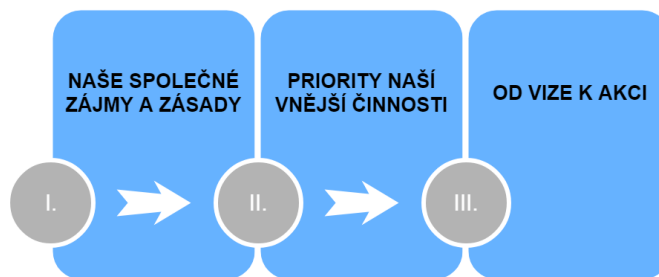 NAŠE SPOLEČNÉ
ZÁJMY A ZÁSADY
PRIORITY NAŠÍ
VNĚJŠÍ ČINNOSTI
OD VIZE K AKCI
I.
II.
III.